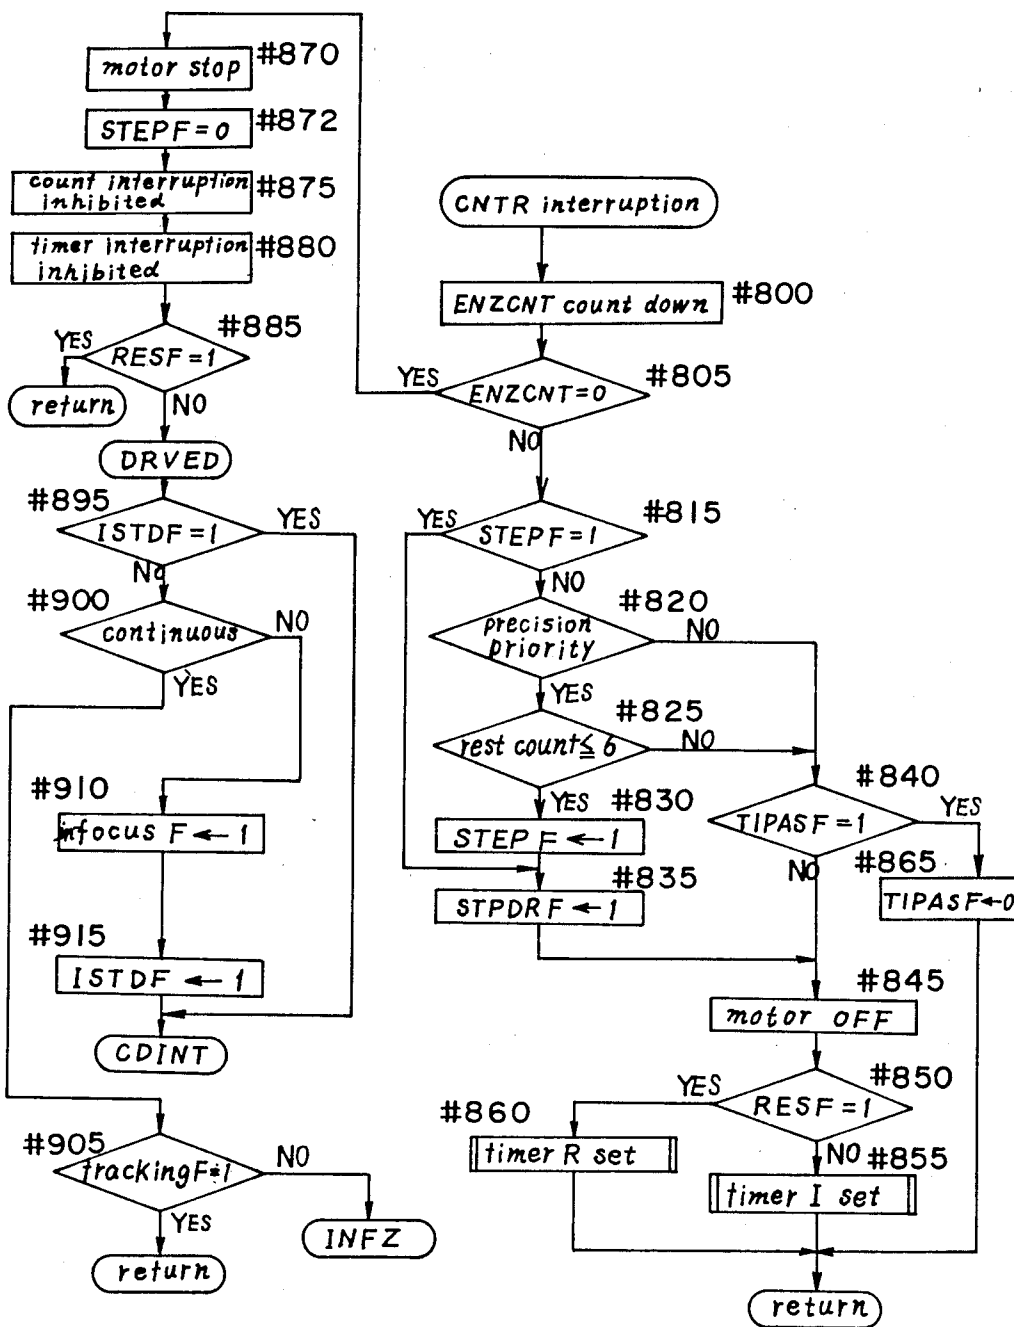 motor stop
#870
STEPF=0
#872
count interruption
inhibited
#875
timer interruption
inhibited
#880
RESF=1
#885
YES
return
NO
DRVED
#895
ISTDF=1
YES
NO
#900
continuous
NO
YES
#910
infocus F ← 1
#915
ISTDF ← 1
CDINT
#905
trackingF=1
NO
YES
INFZ
return
CNTR interruption
ENZCNT count down
#800
YES
ENZCNT=0
#805
NO
YES
STEPF=1
#815
NO
#820
precision
priority
NO
YES
#825
rest count≦6
NO
YES
#830
STEPF ← 1
#835
STPDRF ← 1
#840
TIPASF=1
YES
NO
#865
TIPASF←0
#845
motor OFF
#850
YES
RESF=1
#860
timer R set
NO
#855
timer I set
return